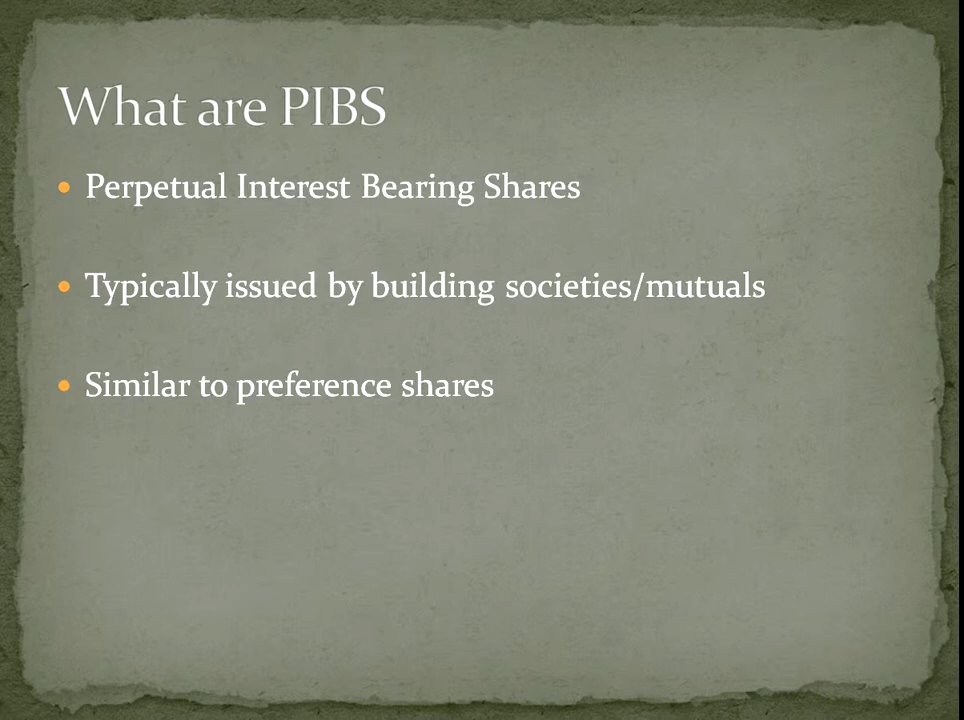 What are PIBS
Perpetual Interest Bearing Shares
Typically issued by building societies/mutuals
Similar to preference shares